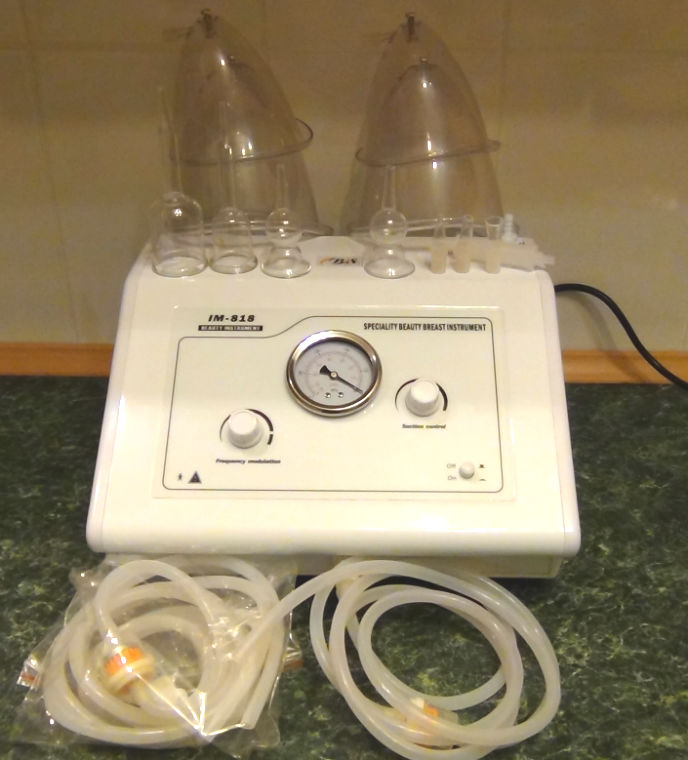 IM-818
BEAUTY INSTRUMENT
SPECIALITY BEAUTY BREAST INSTRUMENT
Suction control
Frequency modulation
Off
On